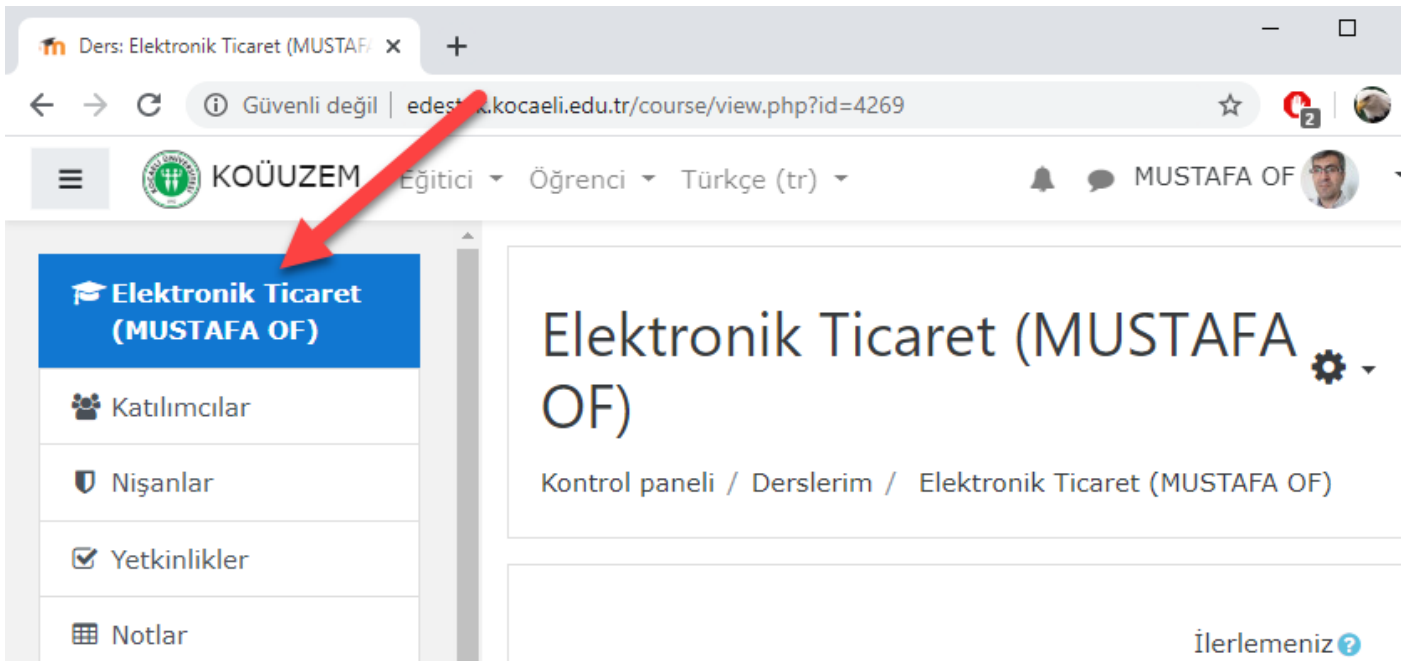 Ders: Elektronik Ticaret (MUSTAF
Güvenli değil | edestek.kocaeli.edu.tr/course/view.php?id=4269
2
KOÜUZEM Eğitici Öğrenci Türkçe (tr) MUSTAFA OF
Elektronik Ticaret
(MUSTAFA OF)
Katılımcılar
Nişanlar
Yetkinlikler
Notlar
Elektronik Ticaret (MUSTAFA
OF)
Kontrol paneli / Derslerim / Elektronik Ticaret (MUSTAFA OF)
İlerlemeniz